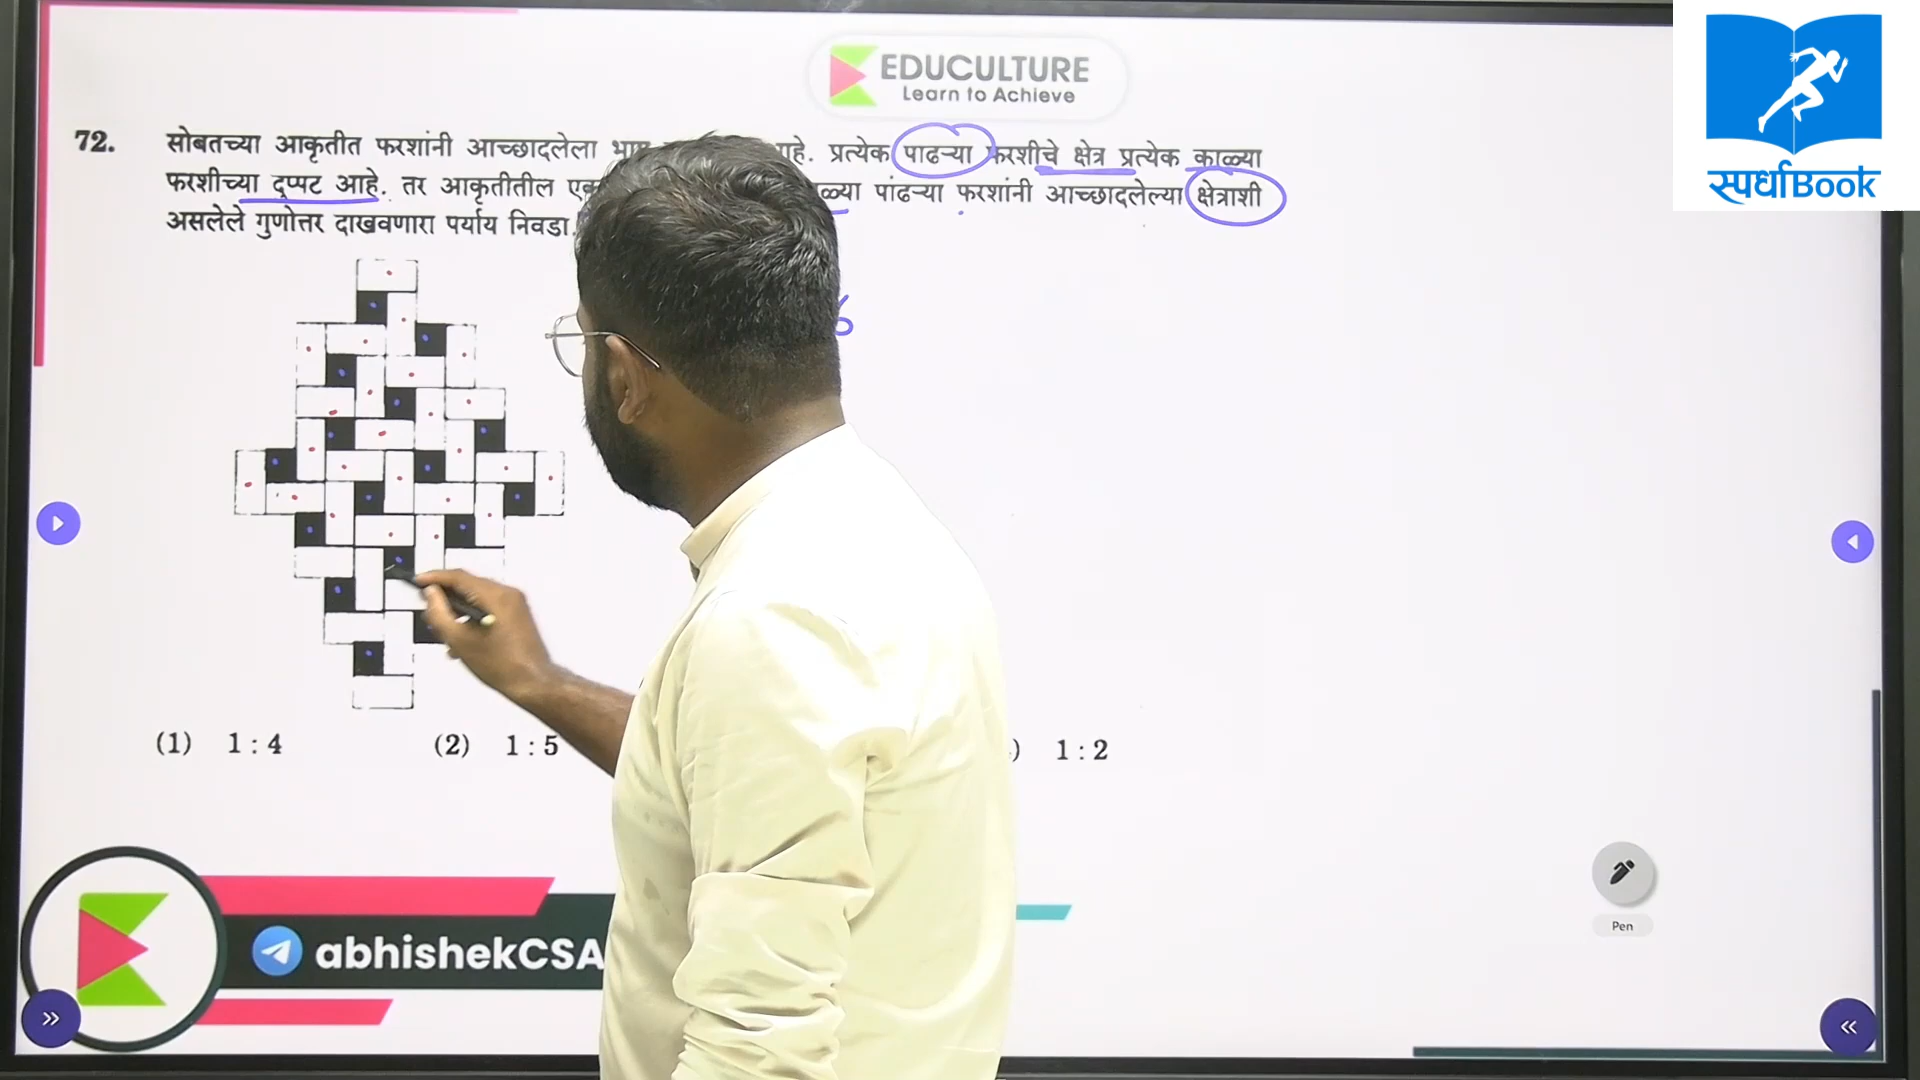 EDUCULTURE
Learn to Achieve
स्पर्धाBook
72. सोबतच्या आकृतीत फरशांनी आच्छादलेला भाग आहे. प्रत्येक पाढऱ्या फरशीचे क्षेत्र प्रत्येक काळ्या
फरशीच्या दुप्पट आहे. तर आकृतीतील पांढऱ्या फरशांनी आच्छादलेल्या क्षेत्राशी
असलेले गुणोत्तर दाखवणारा पर्याय निवडा.
6
(1) 1 : 4 (2) 1 : 5 1 : 2
abhishekCSA
Pen